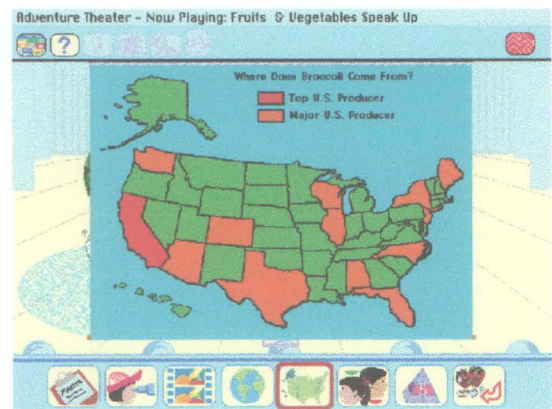 Adventure Theater - Now Playing: Fruits & Vegetables Speak Up
?
Where Does Broccoli Come From?
Top U.S. Producer
Major U.S. Producer